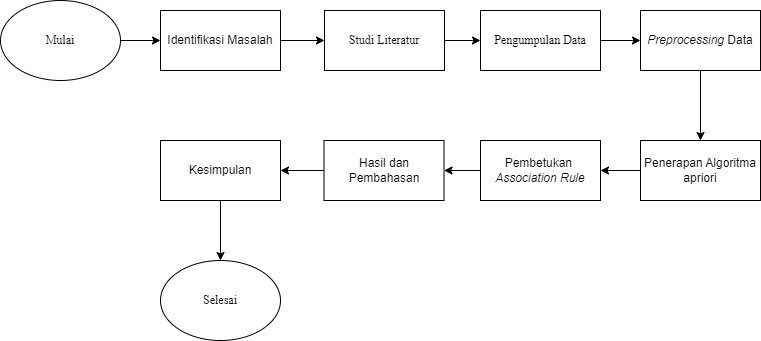 Mulai
Identifikasi Masalah
Studi Literatur
Pengumpulan Data
Preprocessing Data
Penerapan Algoritma
apriori
Pembetukan
Association Rule
Hasil dan
Pembahasan
Kesimpulan
Selesai